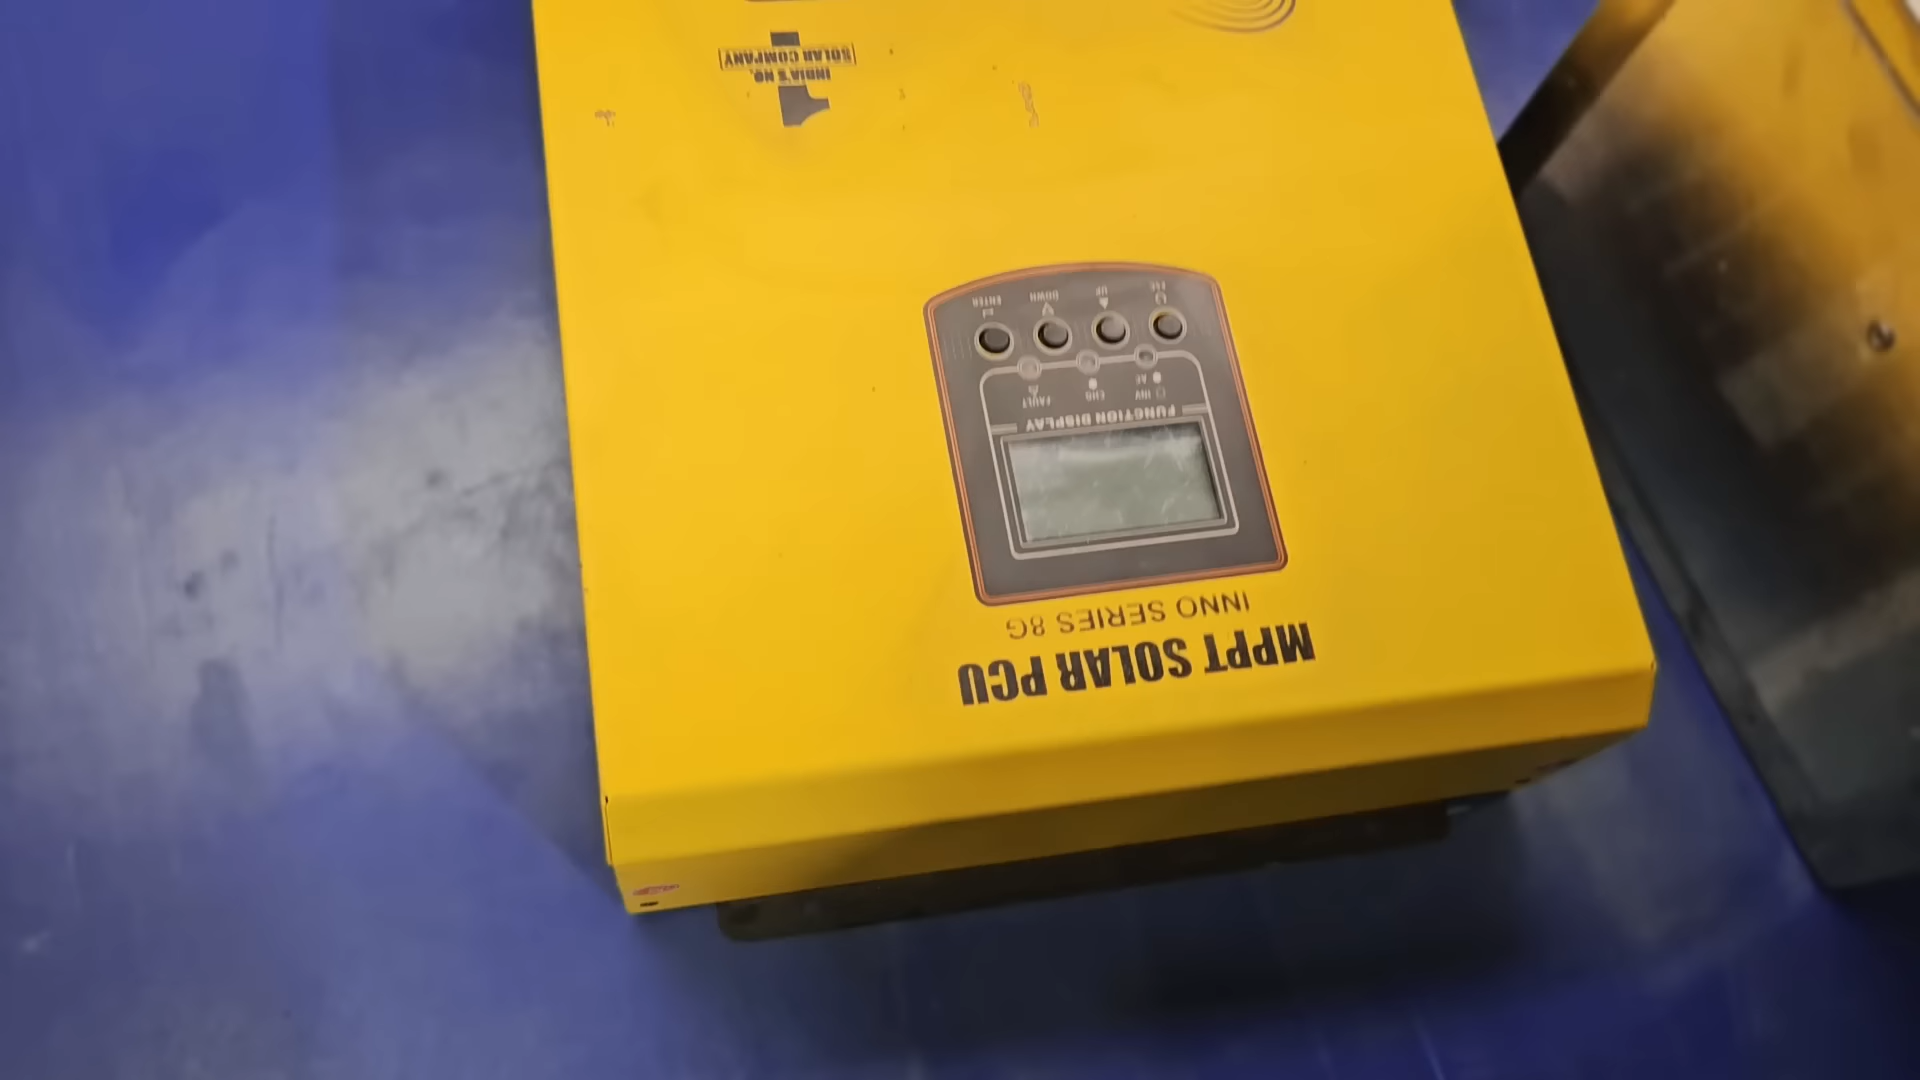 MPPT SOLAR PCU
INNO SERIES 8G
FUNCTION DISPLAY
INV
AC
CHG
FAULT
ESC
UP
DOWN
ENTER
INDIA'S NO.
1
SOLAR COMPANY